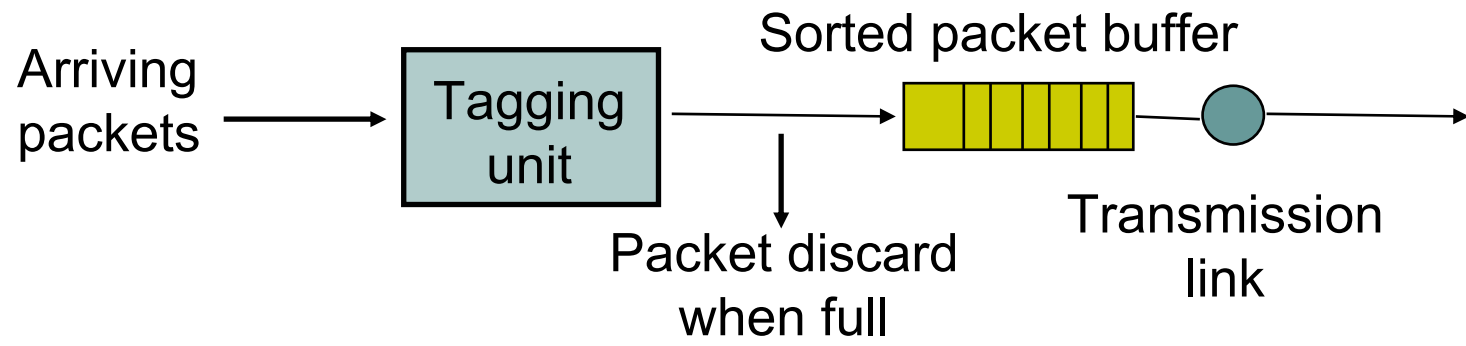 Arriving
packets
Tagging
unit
Sorted packet buffer
Packet discard
when full
Transmission
link